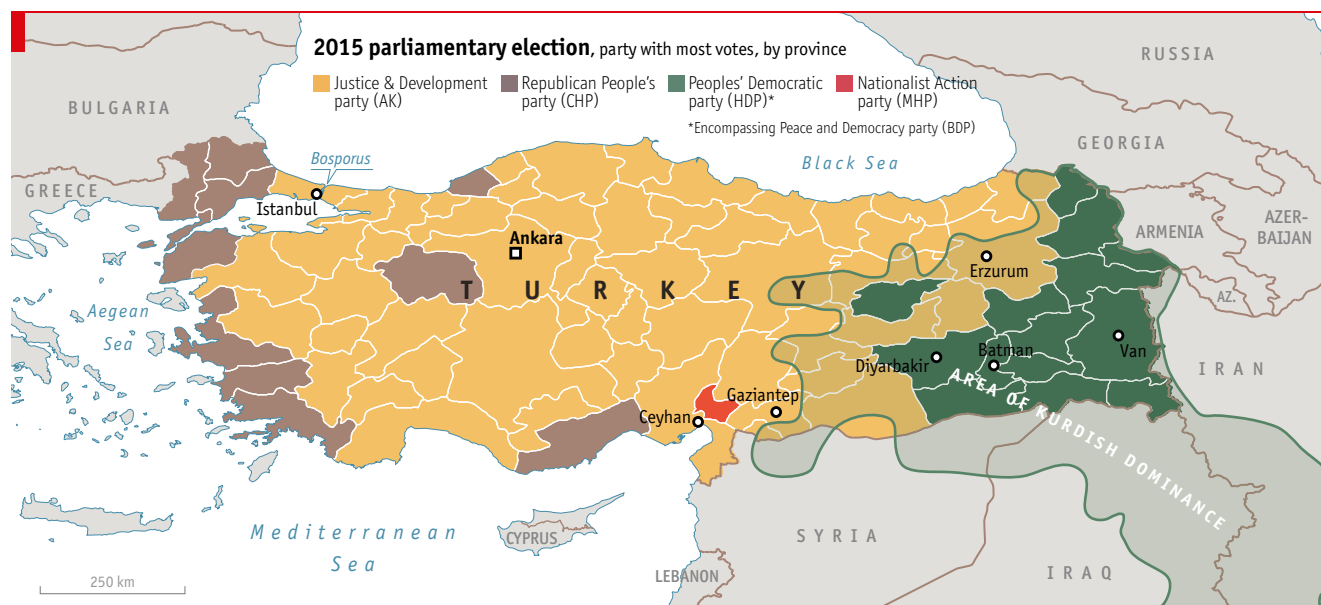 2015 parliamentary election, party with most votes, by province
Justice & Development
party (AK)
Republican People's
party (CHP)
Peoples' Democratic
party (HDP)*
Nationalist Action
party (MHP)
*Encompassing Peace and Democracy party (BDP)
RUSSIA
BULGARIA
GEORGIA
Bosporus
Black Sea
GREECE
Istanbul
AZER-
BAIJAN
ARMENIA
Ankara
Erzurum
TURKEY
AZ.
Aegean
Sea
Van
Batman
Diyarbakir
IRAN
AREA OF KURDISH DOMINANCE
Gaziantep
Ceyhan
Mediterranean
Sea
CYPRUS
SYRIA
LEBANON
IRAQ
250 km